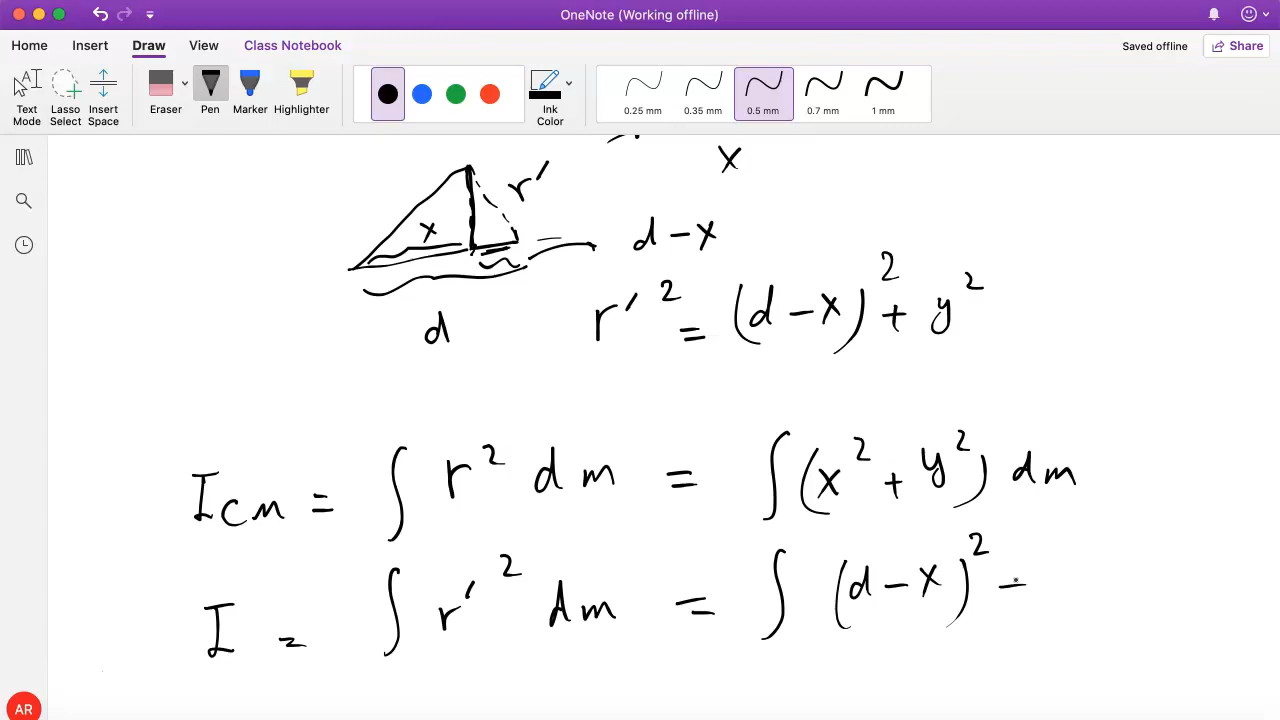 OneNote (Working offline)
Home Insert Draw View Class Notebook Saved offline Share
Text Mode Lasso Select Insert Space Eraser Pen Marker Highlighter Ink Color 0.25 mm 0.35 mm 0.5 mm 0.7 mm 1 mm
x
r'
x
d - x
d
r'² = (d - x)² + y²
I_CM = ∫ r² dm = ∫ (x² + y²) dm
I = ∫ r'² dm = ∫ (d - x)² -
AR